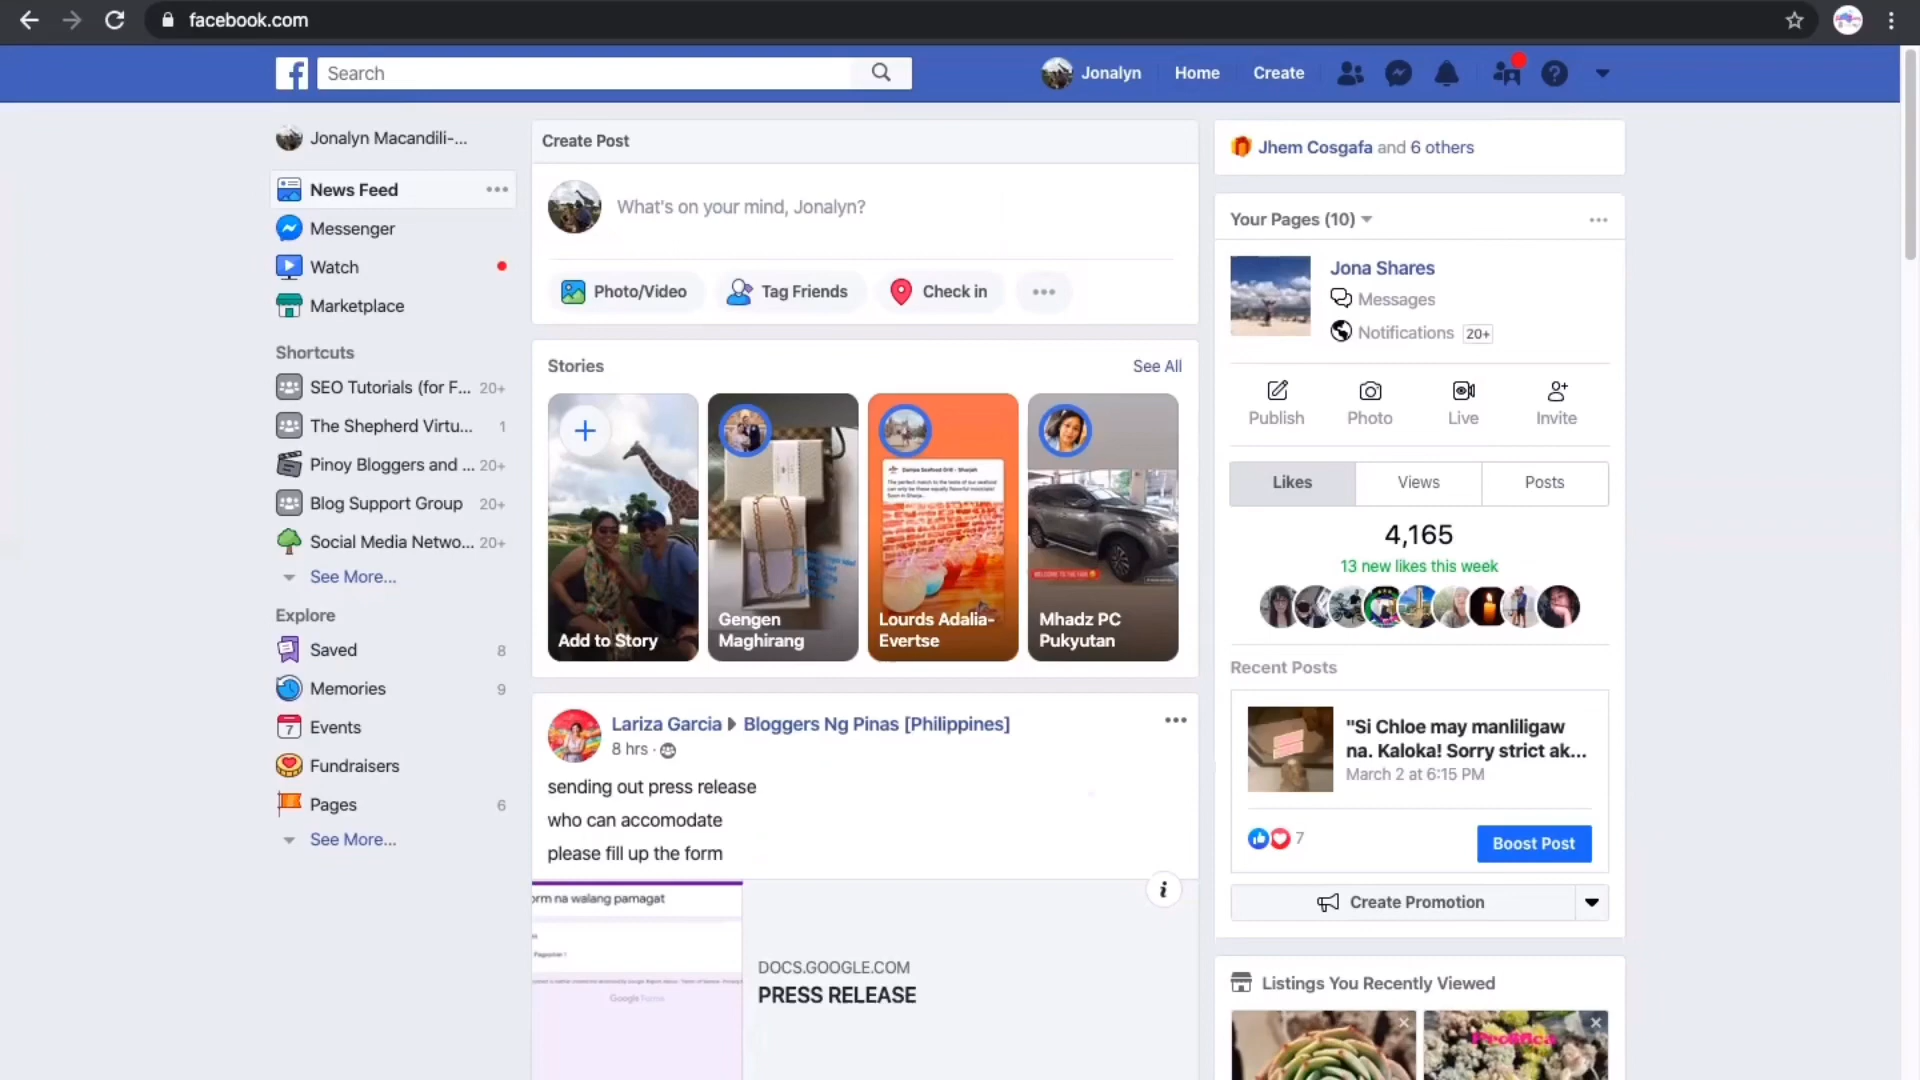 facebook.com
Search
Jonalyn
Home
Create
Jonalyn Macandili-...
News Feed
Messenger
Watch
Marketplace
Shortcuts
SEO Tutorials (for F... 20+
The Shepherd Virtu... 1
Pinoy Bloggers and ... 20+
Blog Support Group 20+
Social Media Netwo... 20+
See More...
Explore
Saved 8
Memories 9
7
Events
Fundraisers
Pages 6
See More...
Create Post
What's on your mind, Jonalyn?
Photo/Video
Tag Friends
Check in
Stories
See All
Add to Story
Gengen
Maghirang
Lourds Adalia-
Evertse
Mhadz PC
Pukyutan
Lariza Garcia
Bloggers Ng Pinas [Philippines]
8 hrs ·
sending out press release
who can accomodate
please fill up the form
orm na walang pamagat
Google Forms
DOCS.GOOGLE.COM
PRESS RELEASE
Jhem Cosgafa and 6 others
Your Pages (10)
Jona Shares
Messages
Notifications 20+
Publish
Photo
Live
Invite
Likes
Views
Posts
4,165
13 new likes this week
Recent Posts
"Si Chloe may manliligaw
na. Kaloka! Sorry strict ak...
March 2 at 6:15 PM
7
Boost Post
Create Promotion
Listings You Recently Viewed